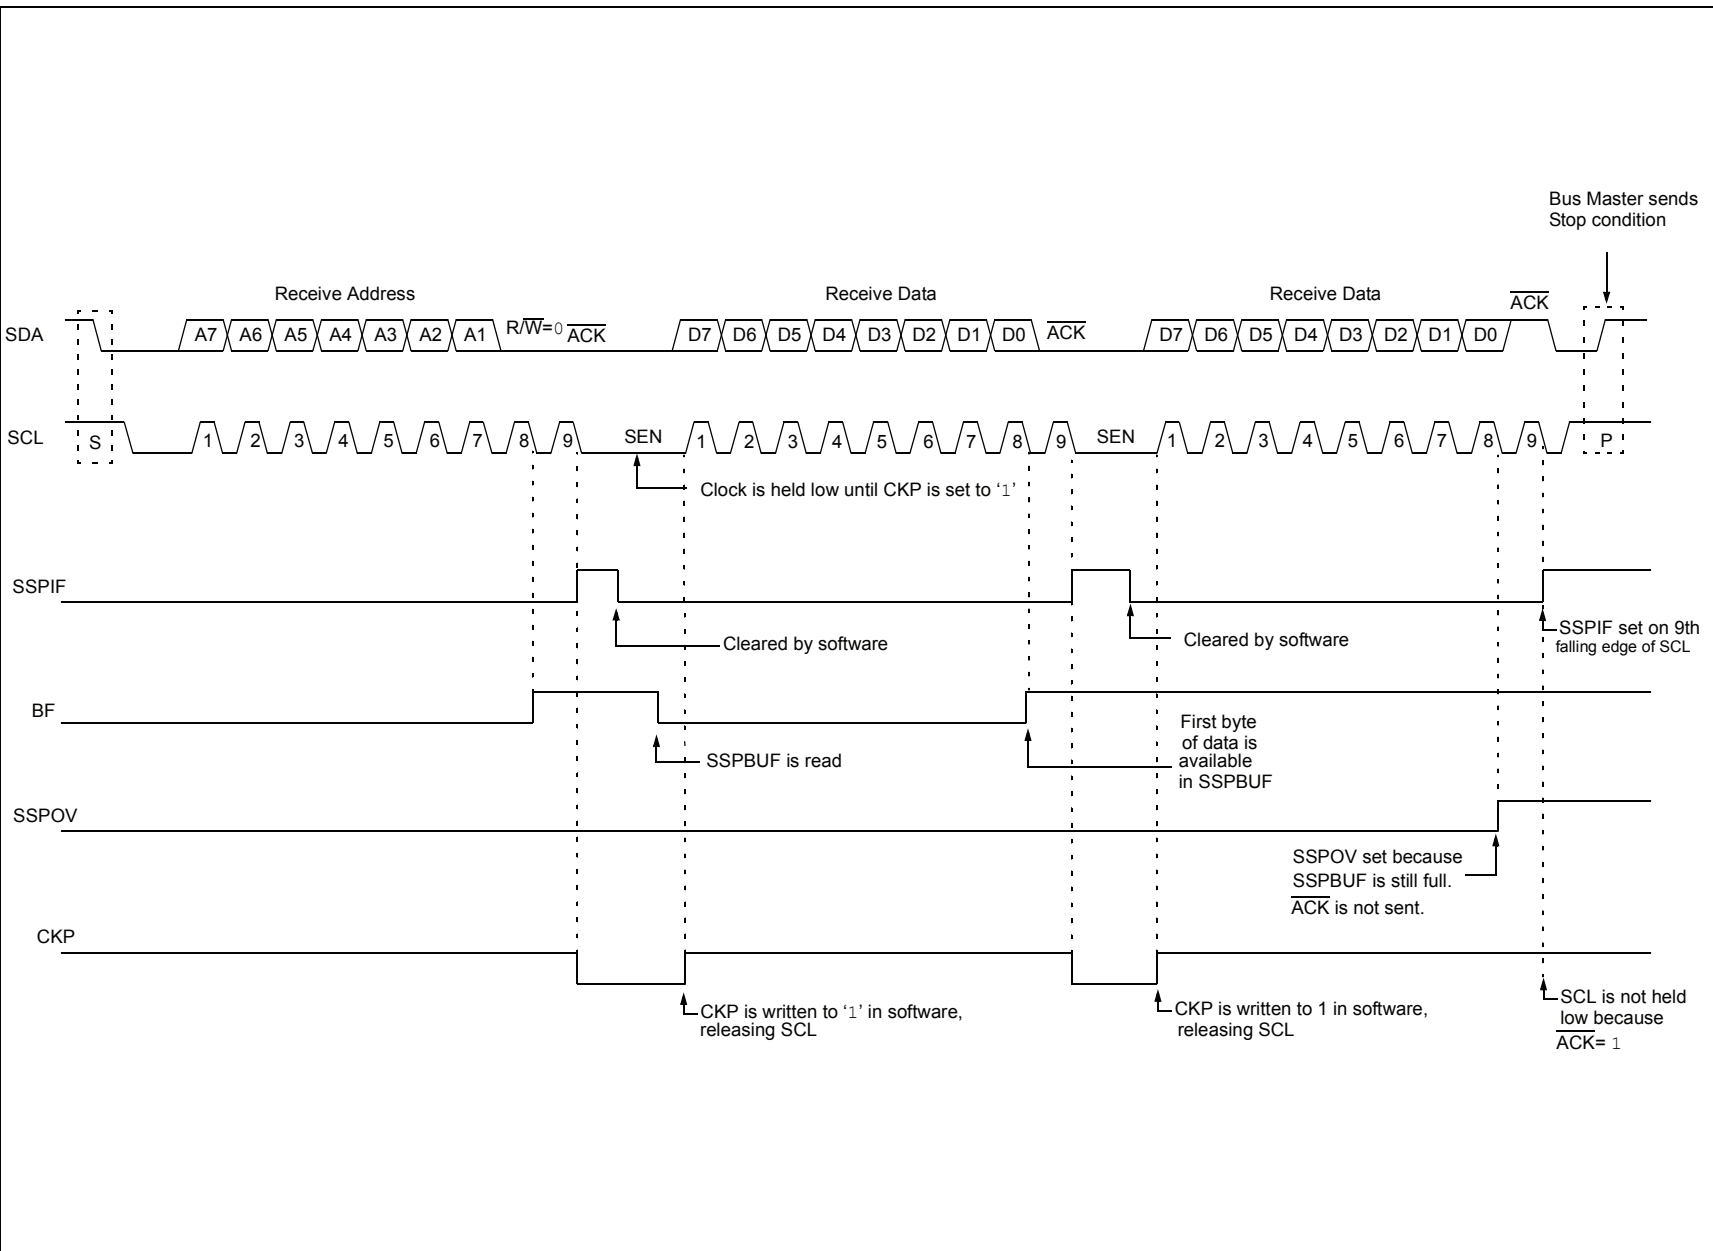 Bus Master sends
Stop condition
Receive Address
Receive Data
Receive Data
ACK
SDA
A7 A6 A5 A4 A3 A2 A1 R/W=0 ACK
D7 D6 D5 D4 D3 D2 D1 D0 ACK
D7 D6 D5 D4 D3 D2 D1 D0
SCL
S 1 2 3 4 5 6 7 8 9 SEN 1 2 3 4 5 6 7 8 9 SEN 1 2 3 4 5 6 7 8 9 P
Clock is held low until CKP is set to ‘1’
SSPIF
Cleared by software
Cleared by software
SSPIF set on 9th
falling edge of SCL
BF
SSPBUF is read
First byte
of data is
available
in SSPBUF
SSPOV
SSPOV set because
SSPBUF is still full.
ACK is not sent.
CKP
CKP is written to ‘1’ in software,
releasing SCL
CKP is written to 1 in software,
releasing SCL
SCL is not held
low because
ACK= 1